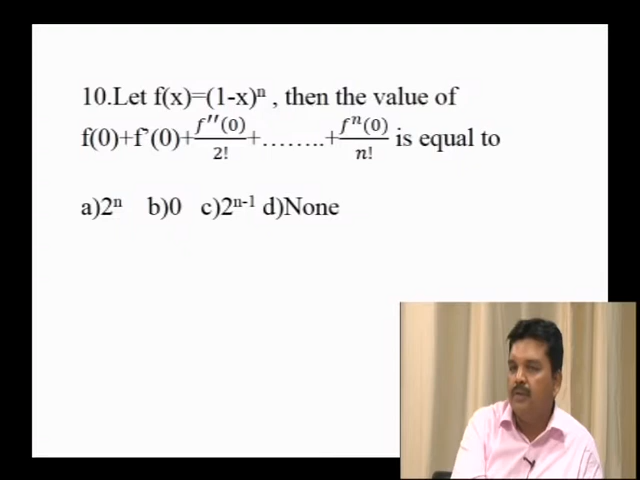 10.Let f(x)=(1-x)ⁿ , then the value of
f(0)+f'(0)+f′′(0)/2!+……..+fⁿ(0)/n! is equal to
a)2ⁿ b)0 c)2ⁿ⁻¹ d)None